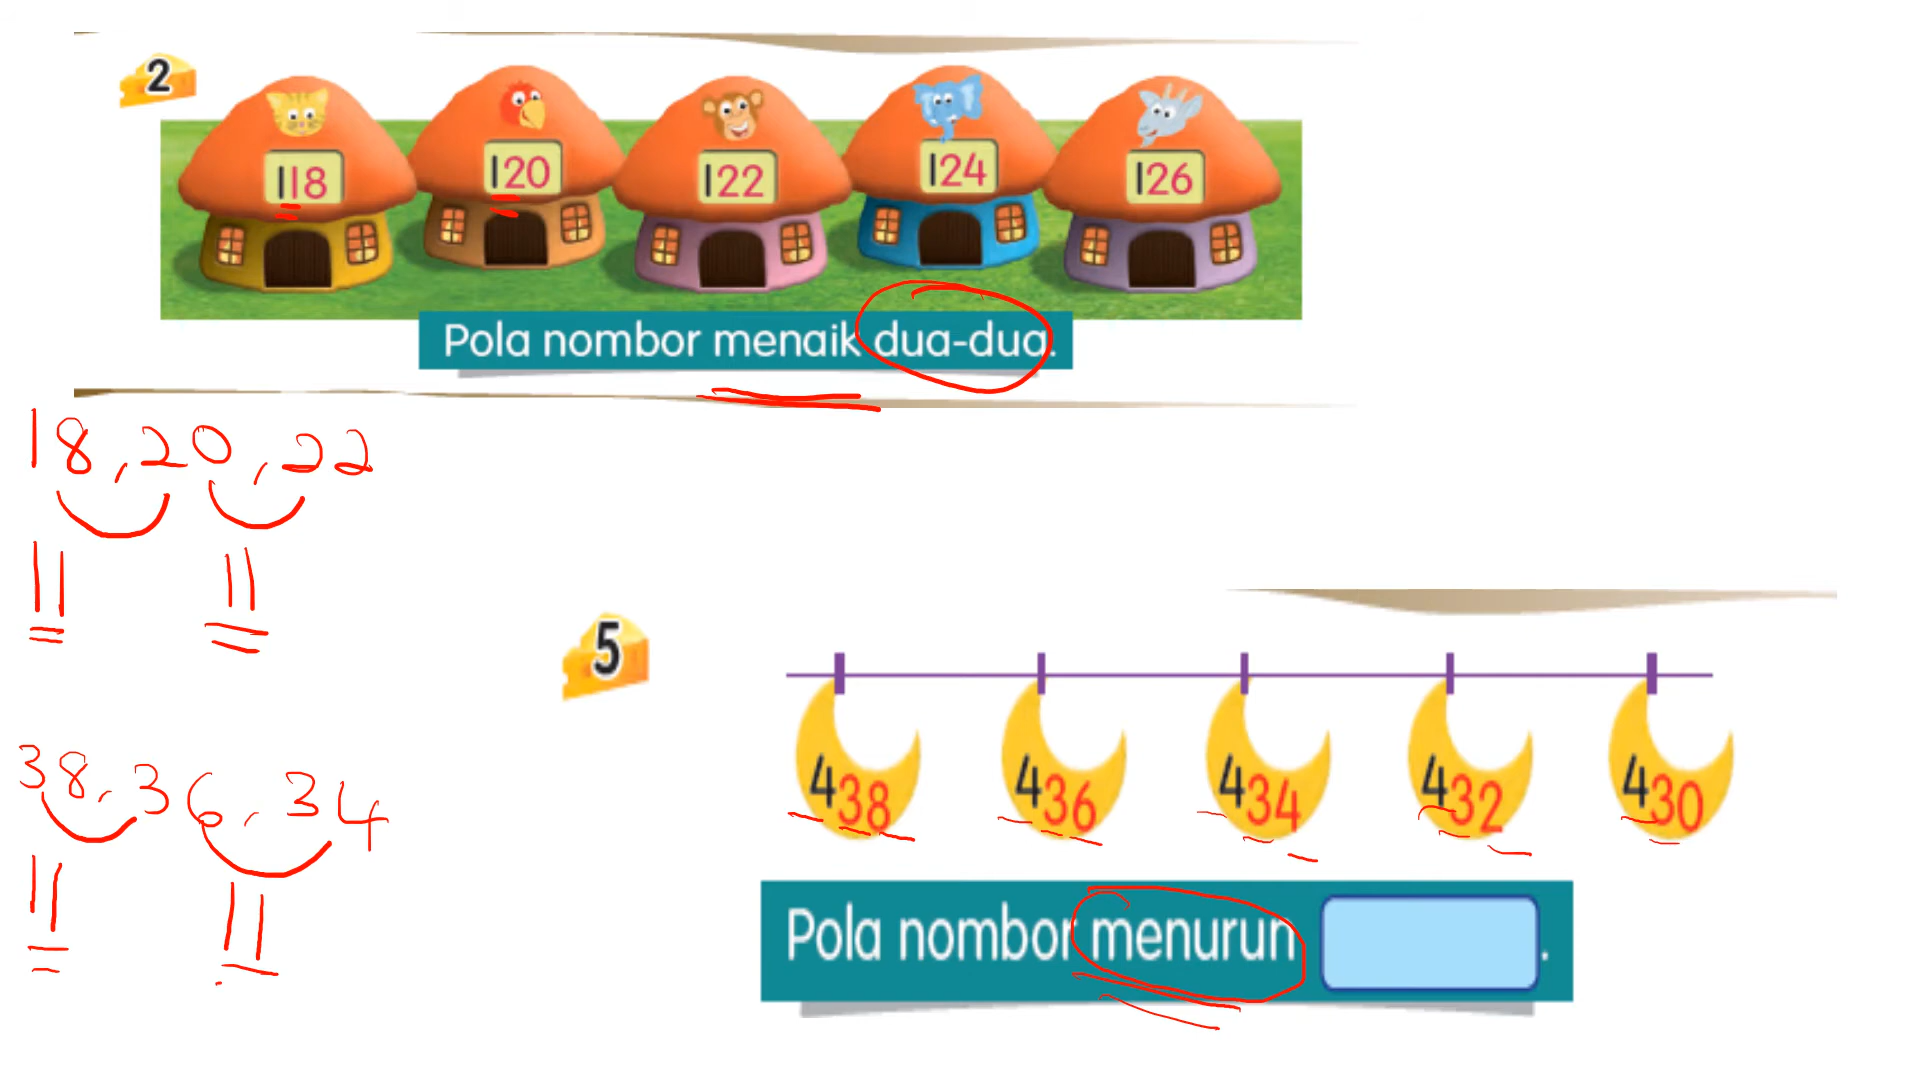 2
118 120 122 124 126
Pola nombor menaik dua-dua.
18, 20, 22
5
38, 36, 34
438 436 434 432 430
Pola nombor menurun .